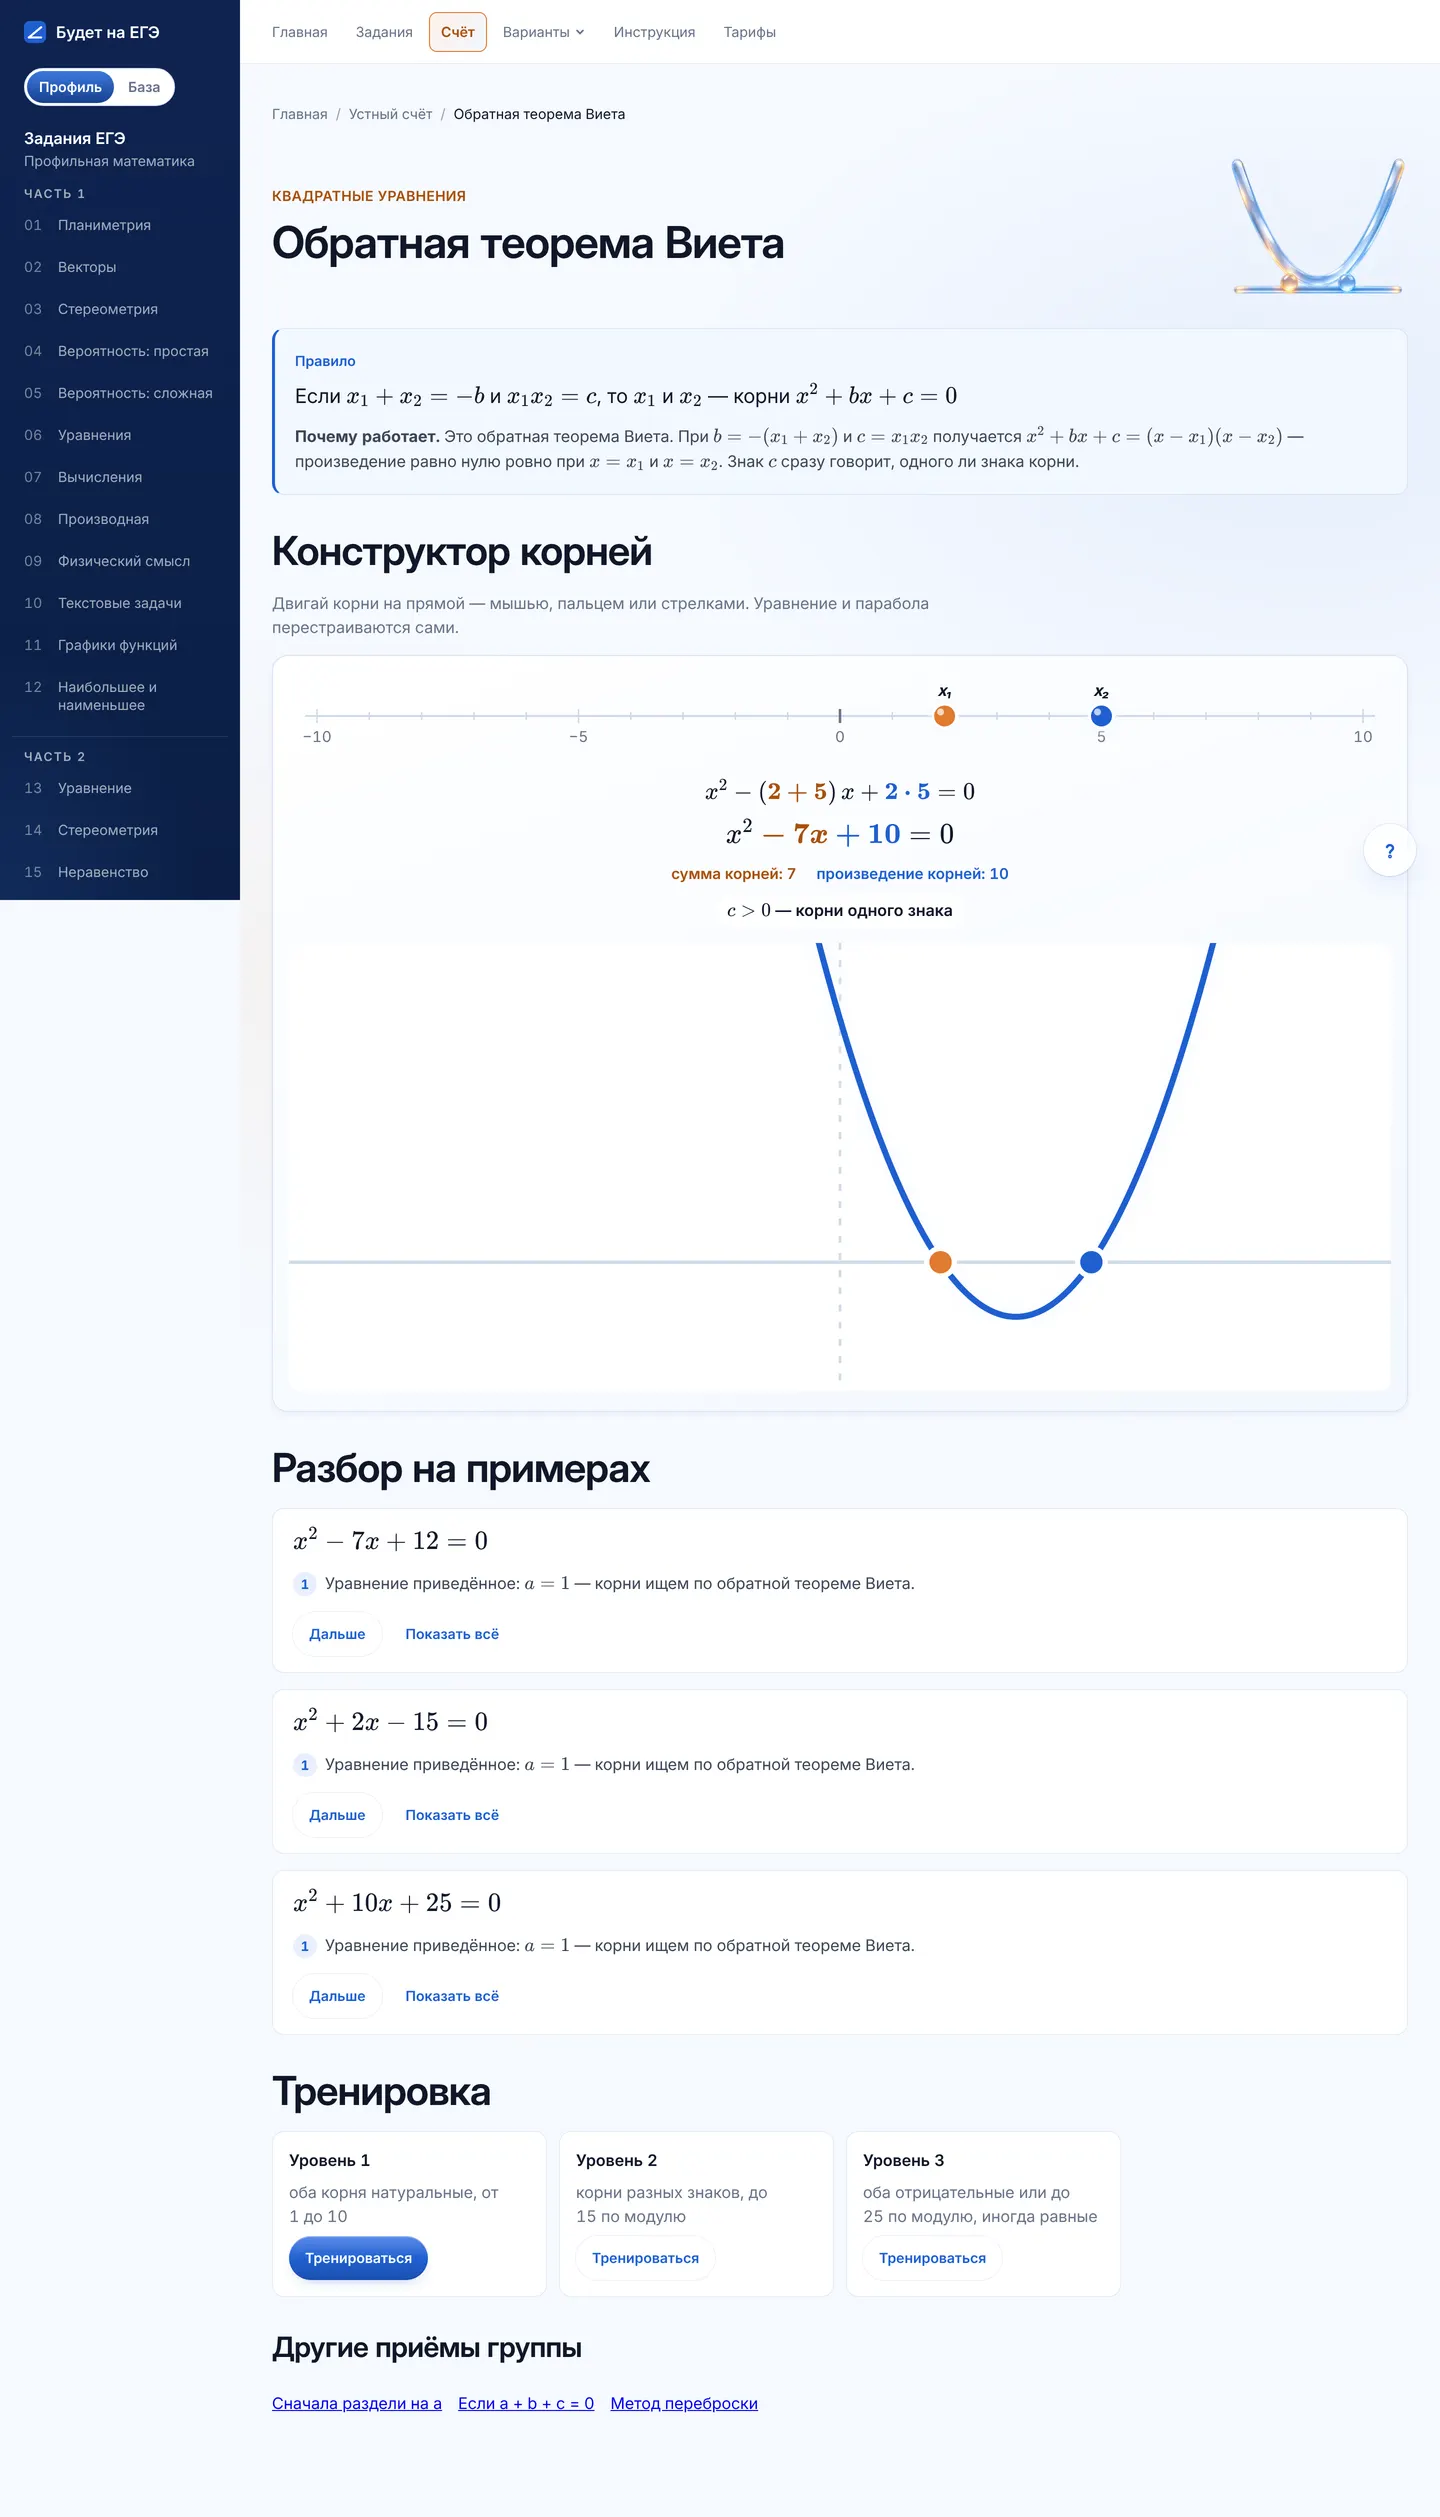 Будет на ЕГЭ
Профиль База
Задания ЕГЭ
Профильная математика
ЧАСТЬ 1
01 Планиметрия
02 Векторы
03 Стереометрия
04 Вероятность: простая
05 Вероятность: сложная
06 Уравнения
07 Вычисления
08 Производная
09 Физический смысл
10 Текстовые задачи
11 Графики функций
12 Наибольшее и
наименьшее
ЧАСТЬ 2
13 Уравнение
14 Стереометрия
15 Неравенство
Главная Задания Счёт Варианты Инструкция Тарифы
Главная / Устный счёт / Обратная теорема Виета
КВАДРАТНЫЕ УРАВНЕНИЯ
Обратная теорема Виета
Правило
Если x₁ + x₂ = −b и x₁x₂ = c, то x₁ и x₂ — корни x² + bx + c = 0
Почему работает. Это обратная теорема Виета. При b = −(x₁ + x₂) и c = x₁x₂ получается x² + bx + c = (x − x₁)(x − x₂) —
произведение равно нулю ровно при x = x₁ и x = x₂. Знак c сразу говорит, одного ли знака корни.
Конструктор корней
Двигай корни на прямой — мышью, пальцем или стрелками. Уравнение и парабола
перестраиваются сами.
x₁ x₂
−10 −5 0 5 10
x² − (2 + 5) x + 2 · 5 = 0
x² − 7x + 10 = 0
сумма корней: 7 произведение корней: 10
c > 0 — корни одного знака
?
Разбор на примерах
x² − 7x + 12 = 0
1 Уравнение приведённое: a = 1 — корни ищем по обратной теореме Виета.
Дальше Показать всё
x² + 2x − 15 = 0
1 Уравнение приведённое: a = 1 — корни ищем по обратной теореме Виета.
Дальше Показать всё
x² + 10x + 25 = 0
1 Уравнение приведённое: a = 1 — корни ищем по обратной теореме Виета.
Дальше Показать всё
Тренировка
Уровень 1
оба корня натуральные, от
1 до 10
Тренироваться
Уровень 2
корни разных знаков, до
15 по модулю
Тренироваться
Уровень 3
оба отрицательные или до
25 по модулю, иногда равные
Тренироваться
Другие приёмы группы
Сначала раздели на a Если a + b + c = 0 Метод переброски